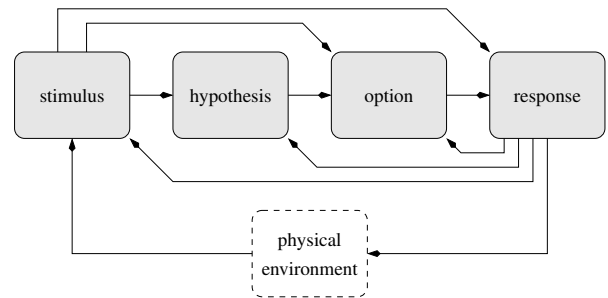 stimulus
hypothesis
option
response
physical
environment